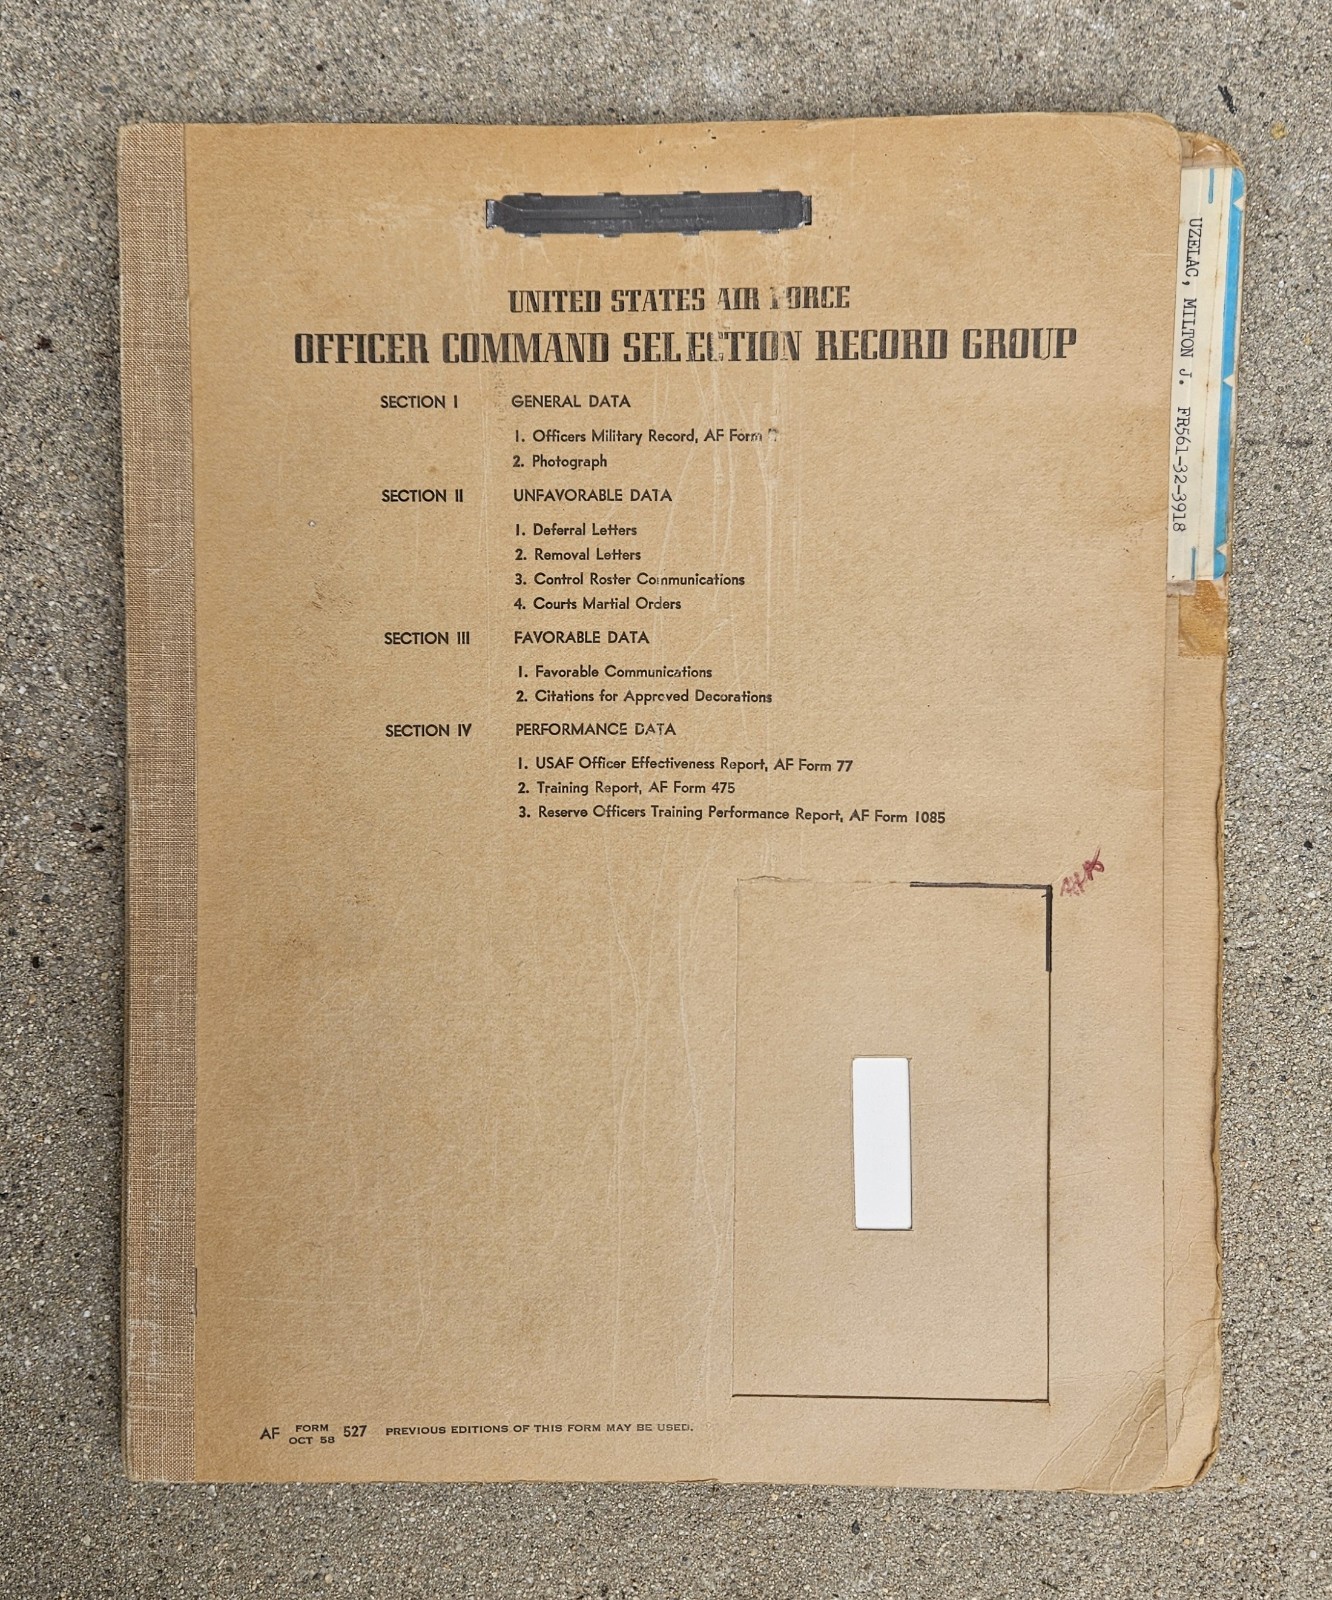 UNITED STATES AIR FORCE
OFFICER COMMAND SELECTION RECORD GROUP
SECTION I GENERAL DATA
1. Officers Military Record, AF Form
2. Photograph
SECTION II UNFAVORABLE DATA
1. Deferral Letters
2. Removal Letters
3. Control Roster Communications
4. Courts Martial Orders
SECTION III FAVORABLE DATA
1. Favorable Communications
2. Citations for Approved Decorations
SECTION IV PERFORMANCE DATA
1. USAF Officer Effectiveness Report, AF Form 77
2. Training Report, AF Form 475
3. Reserve Officers Training Performance Report, AF Form 1085
AF FORM OCT 58 527 PREVIOUS EDITIONS OF THIS FORM MAY BE USED.
UZELAC, MILTON J. FR561-32-3918